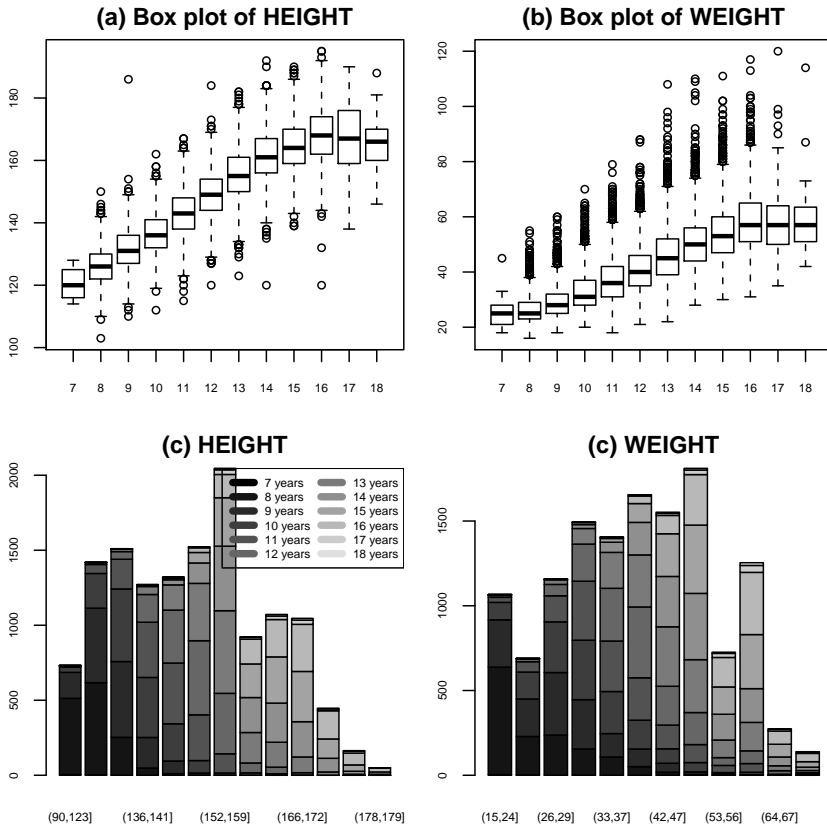 (a) Box plot of HEIGHT
100 120 140 160 180
7 8 9 10 11 12 13 14 15 16 17 18
(b) Box plot of WEIGHT
20 40 60 80 100 120
7 8 9 10 11 12 13 14 15 16 17 18
(c) HEIGHT
0 500 1000 1500 2000
7 years
8 years
9 years
10 years
11 years
12 years
13 years
14 years
15 years
16 years
17 years
18 years
(90,123] (136,141] (152,159] (166,172] (178,179]
(c) WEIGHT
0 500 1000 1500
(15,24] (26,29] (33,37] (42,47] (53,56] (64,67]